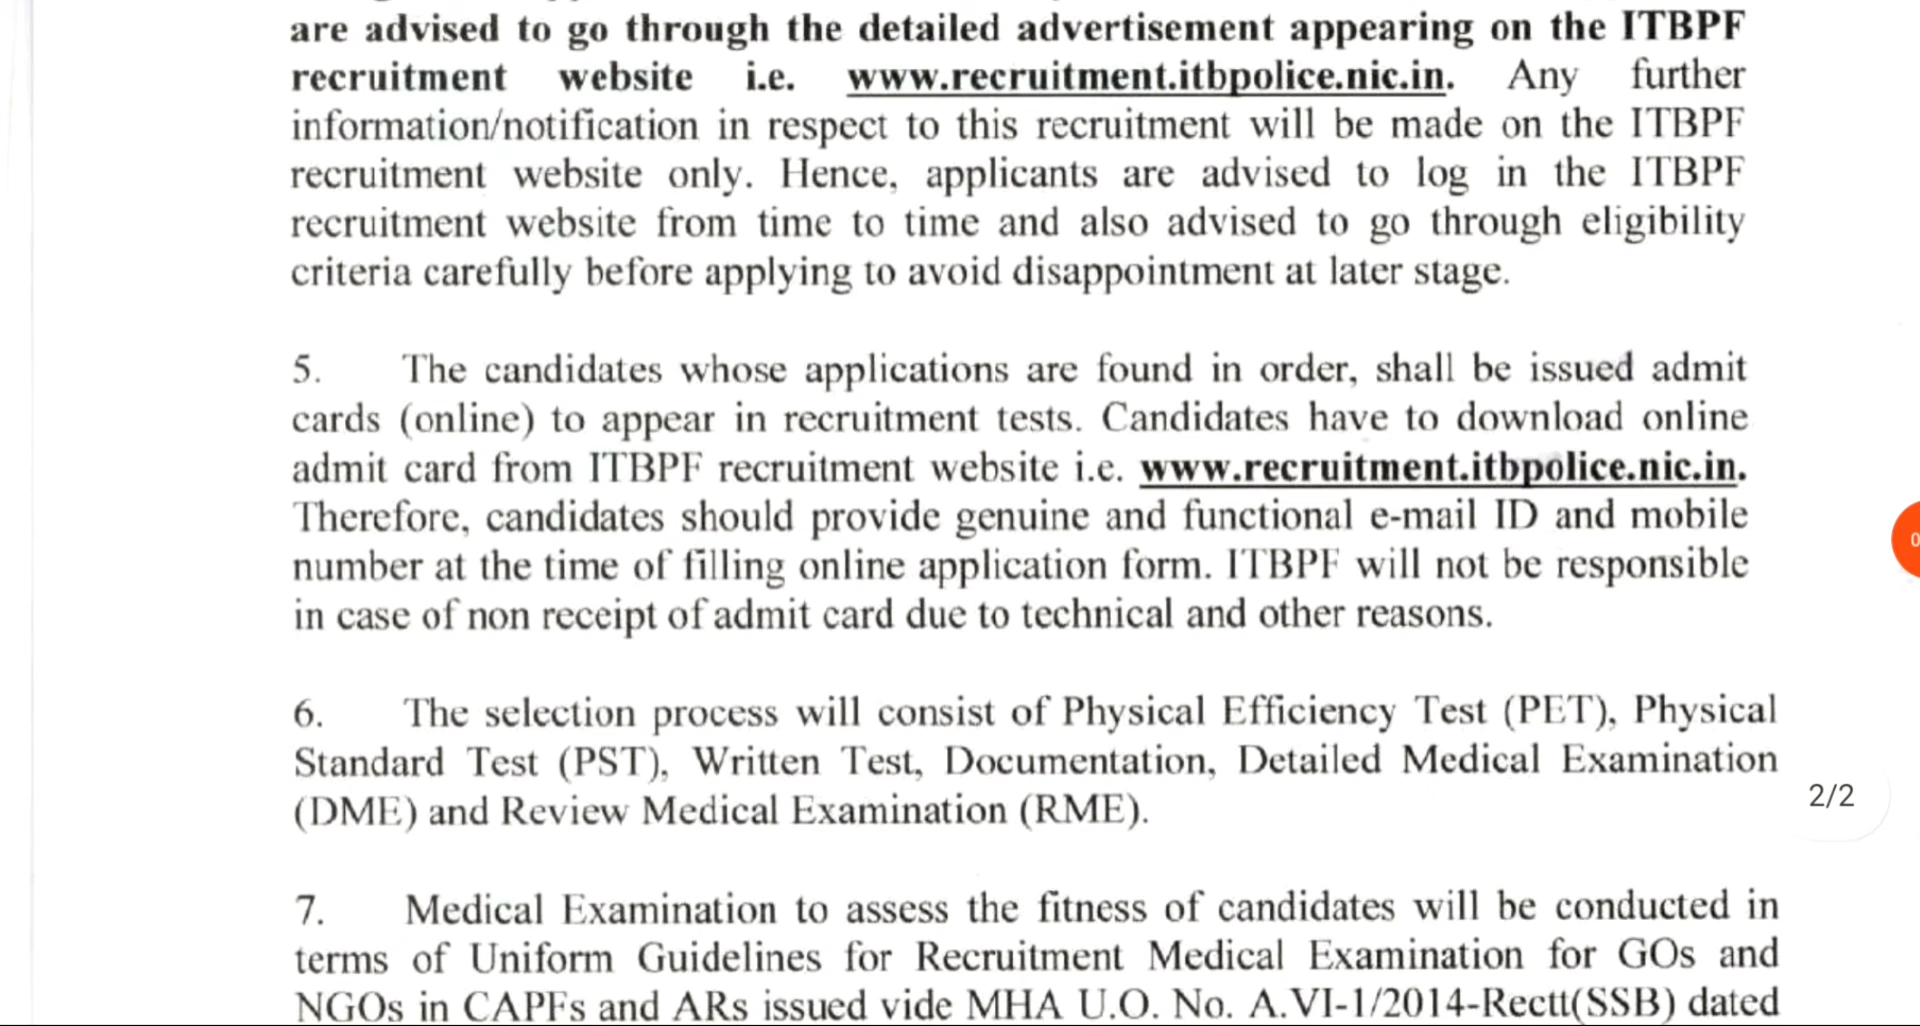 are advised to go through the detailed advertisement appearing on the ITBPF
recruitment website i.e. www.recruitment.itbpolice.nic.in. Any further
information/notification in respect to this recruitment will be made on the ITBPF
recruitment website only. Hence, applicants are advised to log in the ITBPF
recruitment website from time to time and also advised to go through eligibility
criteria carefully before applying to avoid disappointment at later stage.
5. The candidates whose applications are found in order, shall be issued admit
cards (online) to appear in recruitment tests. Candidates have to download online
admit card from ITBPF recruitment website i.e. www.recruitment.itbpolice.nic.in.
Therefore, candidates should provide genuine and functional e-mail ID and mobile
number at the time of filling online application form. ITBPF will not be responsible
in case of non receipt of admit card due to technical and other reasons.
6. The selection process will consist of Physical Efficiency Test (PET), Physical
Standard Test (PST), Written Test, Documentation, Detailed Medical Examination
(DME) and Review Medical Examination (RME).
2/2
7. Medical Examination to assess the fitness of candidates will be conducted in
terms of Uniform Guidelines for Recruitment Medical Examination for GOs and
NGOs in CAPFs and ARs issued vide MHA U.O. No. A.VI-1/2014-Rectt(SSB) dated